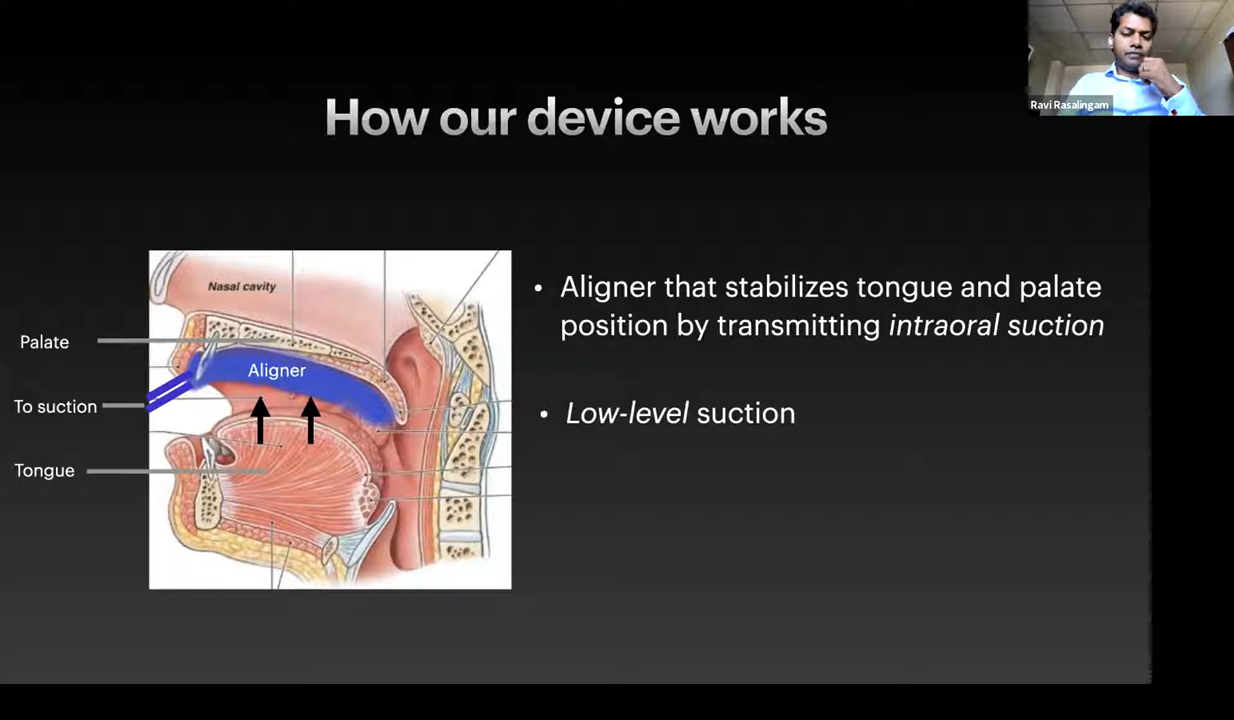 Ravi Rasalingam
How our device works
Nasal cavity
Palate
Aligner
To suction
Tongue
• Aligner that stabilizes tongue and palate
position by transmitting intraoral suction
• Low-level suction